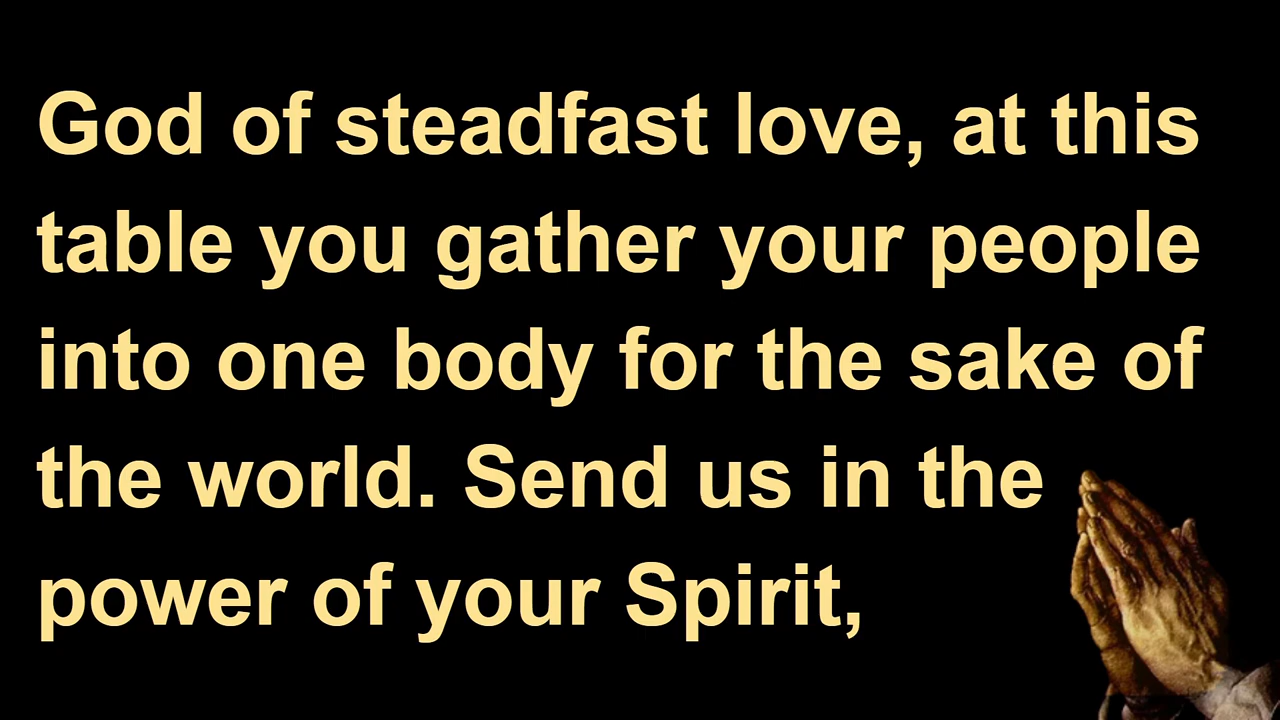 God of steadfast love, at this
table you gather your people
into one body for the sake of
the world. Send us in the
power of your Spirit,